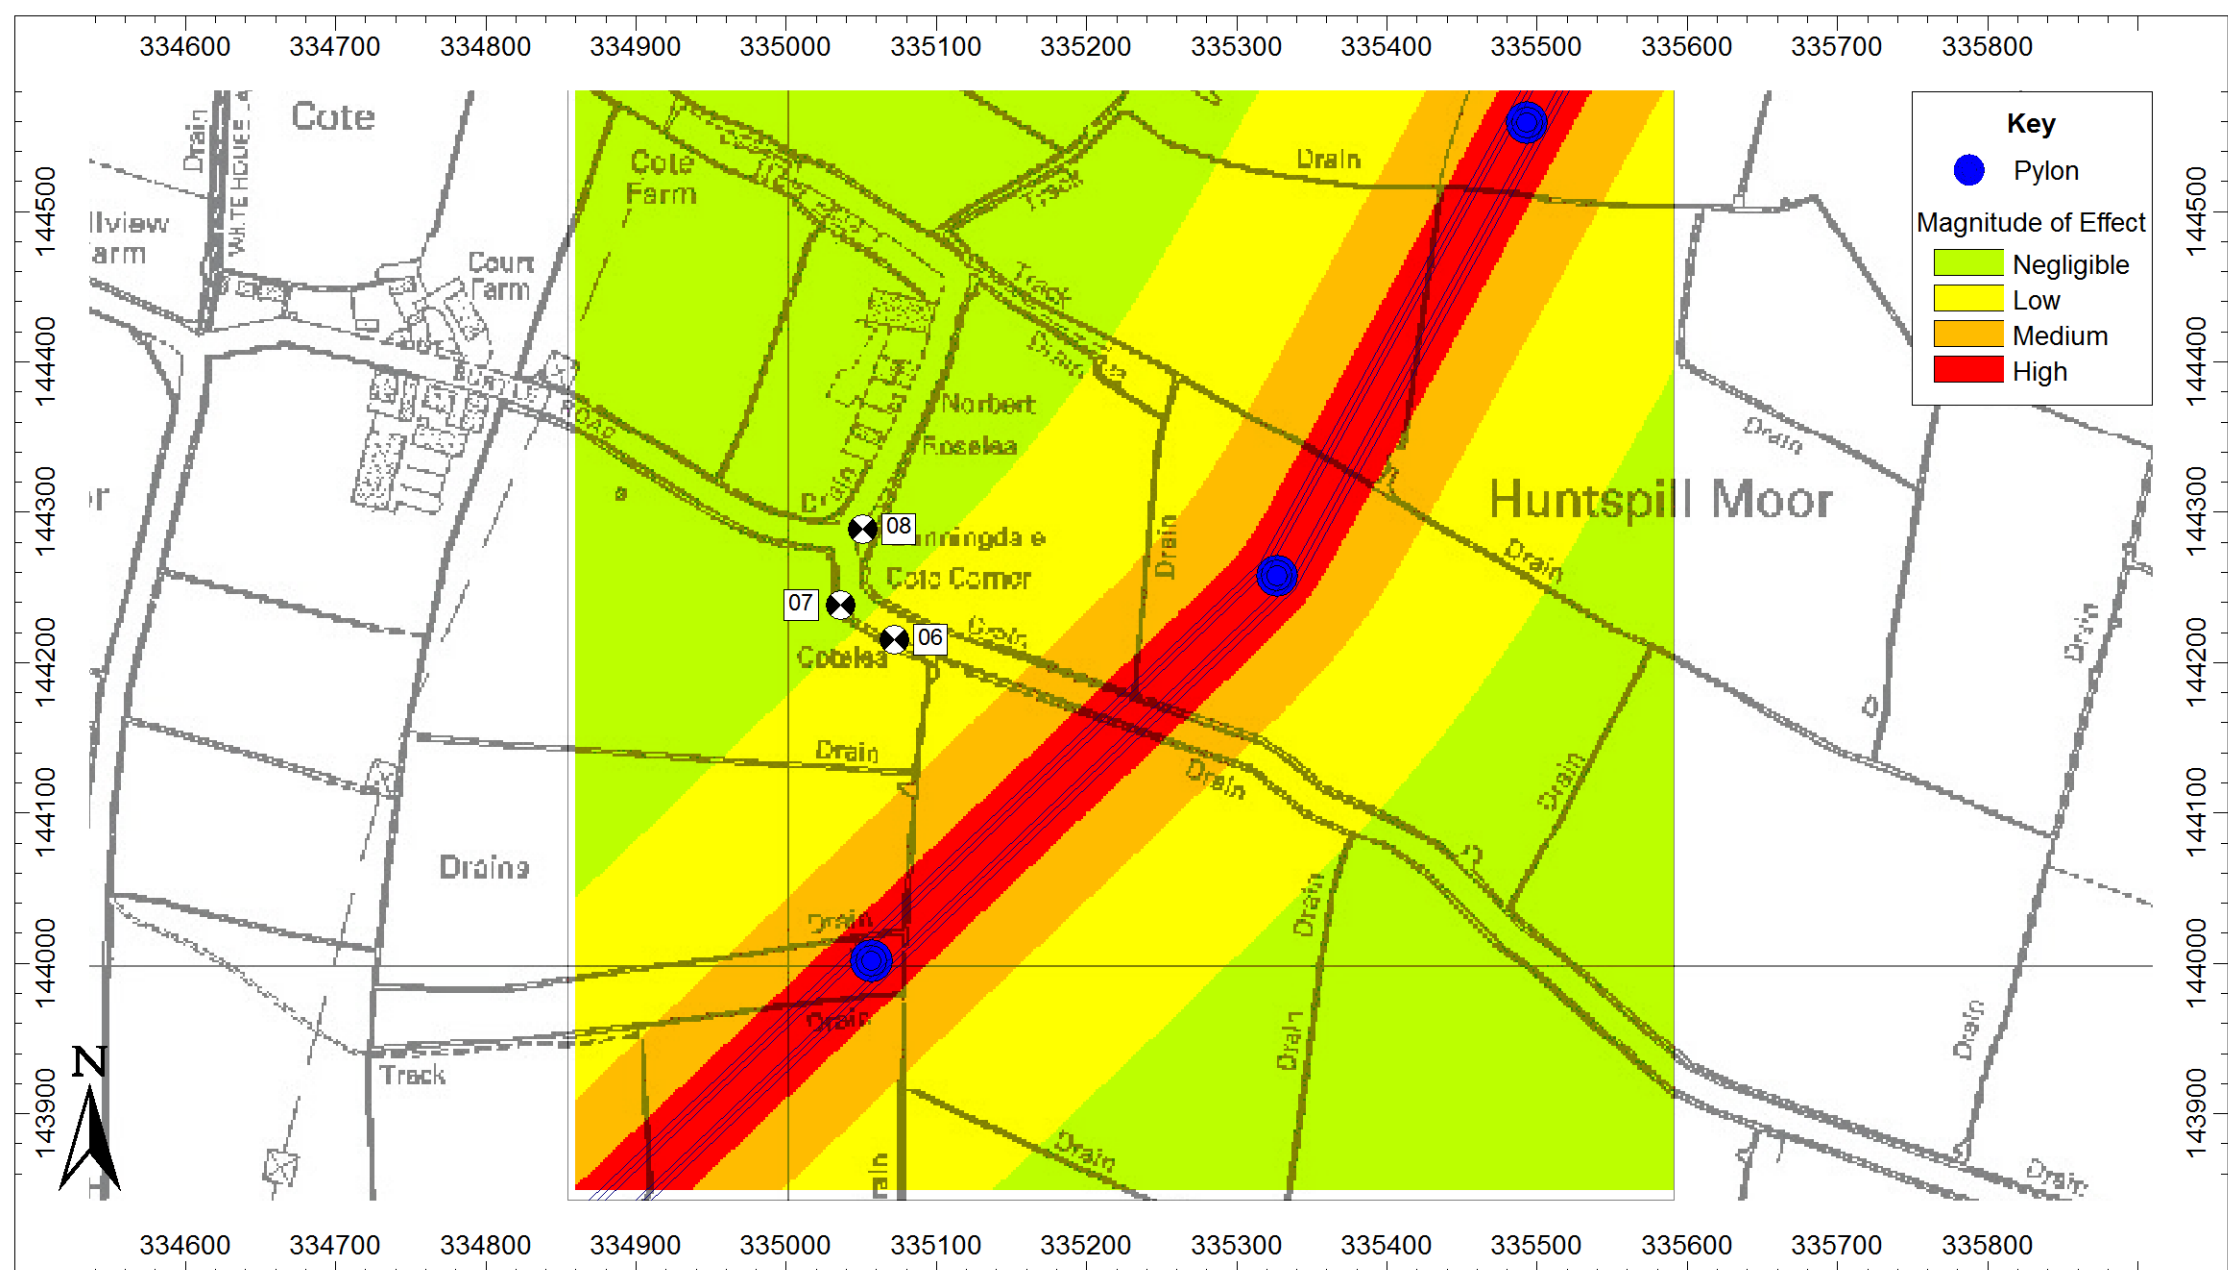 334600 334700 334800 334900 335000 335100 335200 335300 335400 335500 335600 335700 335800
Key
Pylon
Magnitude of Effect
Negligible
Low
Medium
High
Cote
Drain
Cote
Farm
Track
Drain
llview
arm
Court
Farm
Track
Drain
Norbert
Roselea
Drain
Huntspill Moor
Drain
08
nningdale
Cote Corner
Drain
Drain
07
06
Cotelea
Drain
Drain
Drain
Drain
Drain
Drains
Drain
Drain
Drain
Drain
Drain
Track
N
Drain
rain
Drain
144500
144400
144300
144200
144100
144000
143900
144500
144400
144300
144200
144100
144000
143900
334600 334700 334800 334900 335000 335100 335200 335300 335400 335500 335600 335700 335800